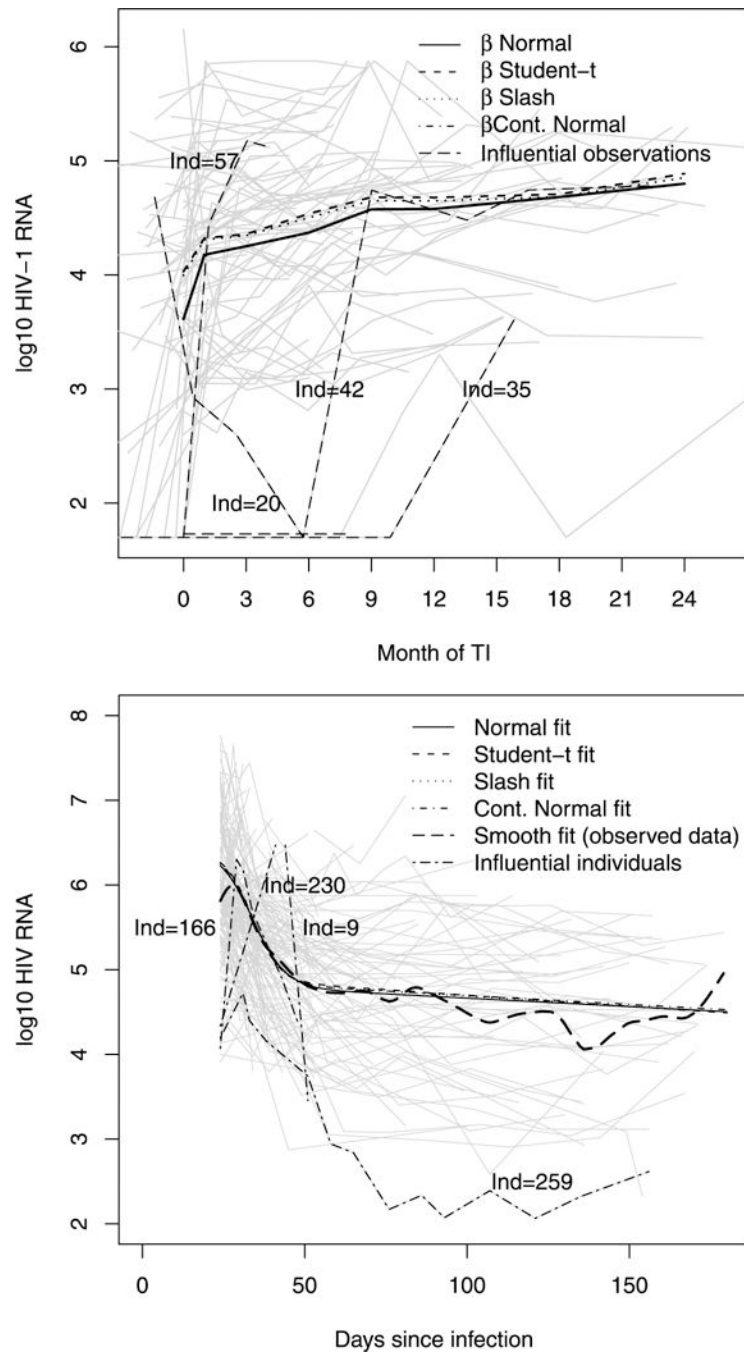 6
5
4
3
2
log10 HIV-1 RNA
β Normal
β Student-t
β Slash
βCont. Normal
Influential observations
Ind=57
Ind=42
Ind=35
Ind=20
0 3 6 9 12 15 18 21 24
Month of TI
8
7
6
5
4
3
2
log10 HIV RNA
Normal fit
Student-t fit
Slash fit
Cont. Normal fit
Smooth fit (observed data)
Influential individuals
Ind=230
Ind=166
Ind=9
Ind=259
0 50 100 150
Days since infection